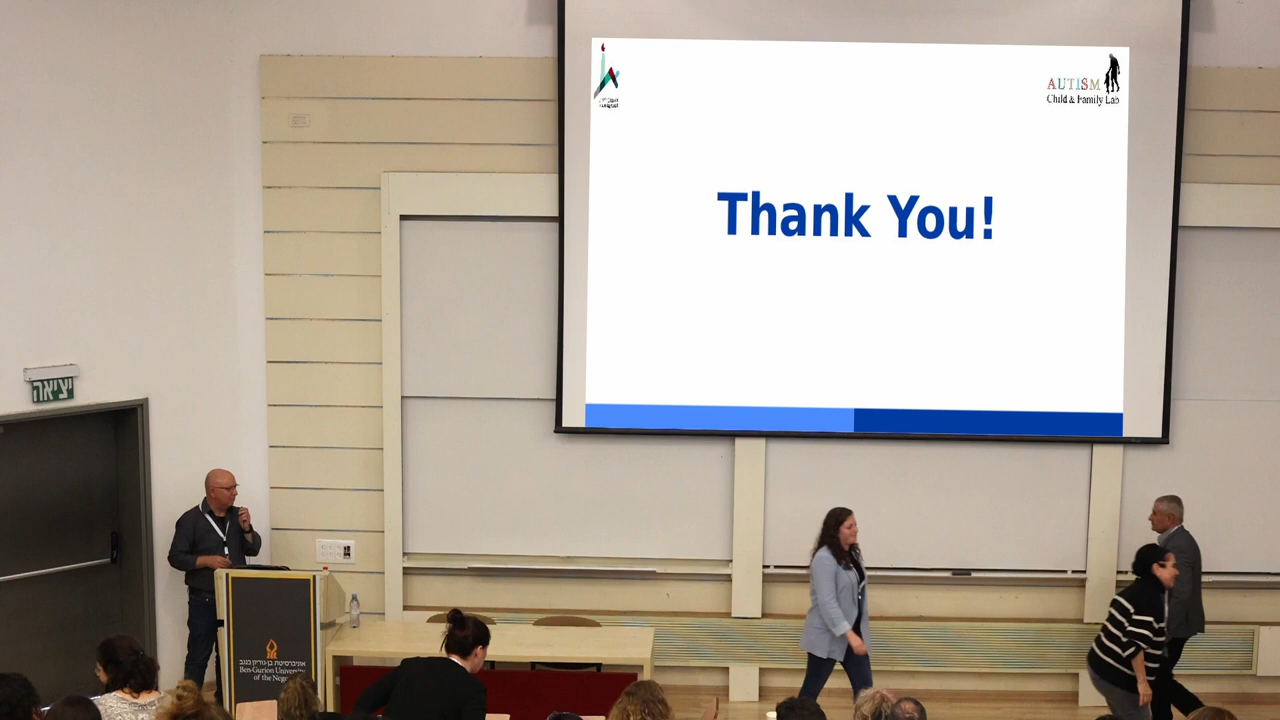 AUTISM
Child & Family Lab
Thank You!
יציאה
אוניברסיטת בן-גוריון בנגב
Ben-Gurion University
of the Negev